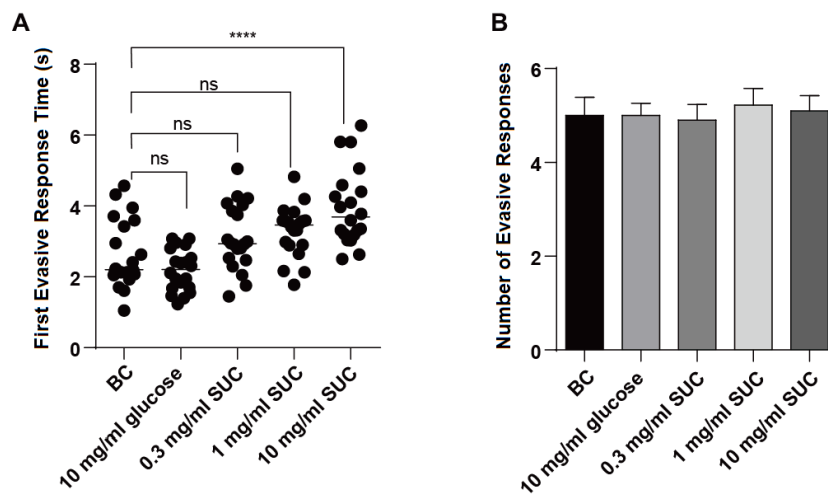 A
First Evasive Response Time (s)
8
6
4
2
0
****
ns
ns
ns
BC
10 mg/ml glucose
0.3 mg/ml SUC
1 mg/ml SUC
10 mg/ml SUC
B
Number of Evasive Responses
6
4
2
0
BC
10 mg/ml glucose
0.3 mg/ml SUC
1 mg/ml SUC
10 mg/ml SUC